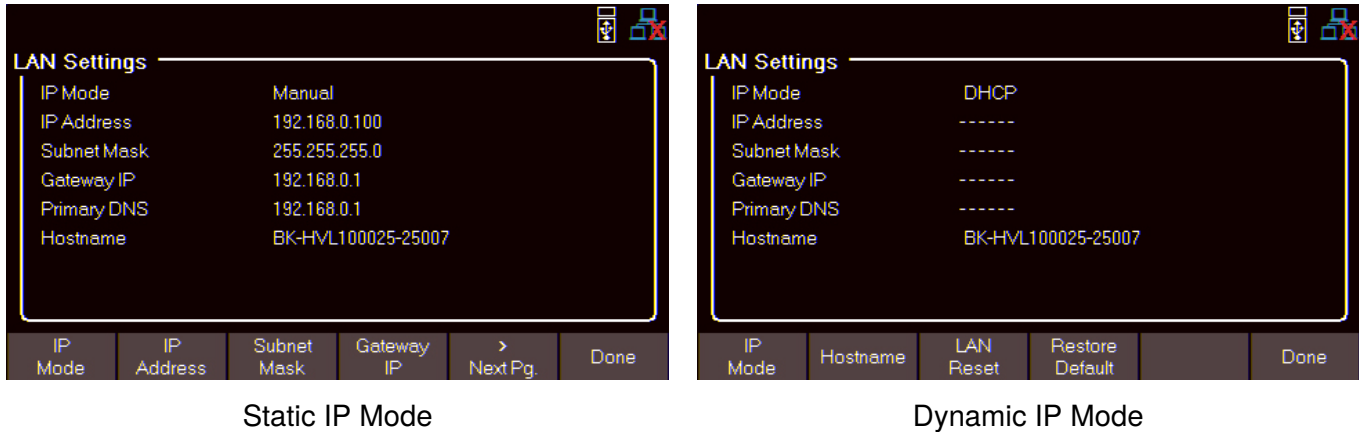 LAN Settings
IP Mode Manual
IP Address 192.168.0.100
Subnet Mask 255.255.255.0
Gateway IP 192.168.0.1
Primary DNS 192.168.0.1
Hostname BK-HVL100025-25007
IP Mode
IP Address
Subnet Mask
Gateway IP
> Next Pg.
Done
Static IP Mode
LAN Settings
IP Mode DHCP
IP Address ------
Subnet Mask ------
Gateway IP ------
Primary DNS ------
Hostname BK-HVL100025-25007
IP Mode
Hostname
LAN Reset
Restore Default
Done
Dynamic IP Mode